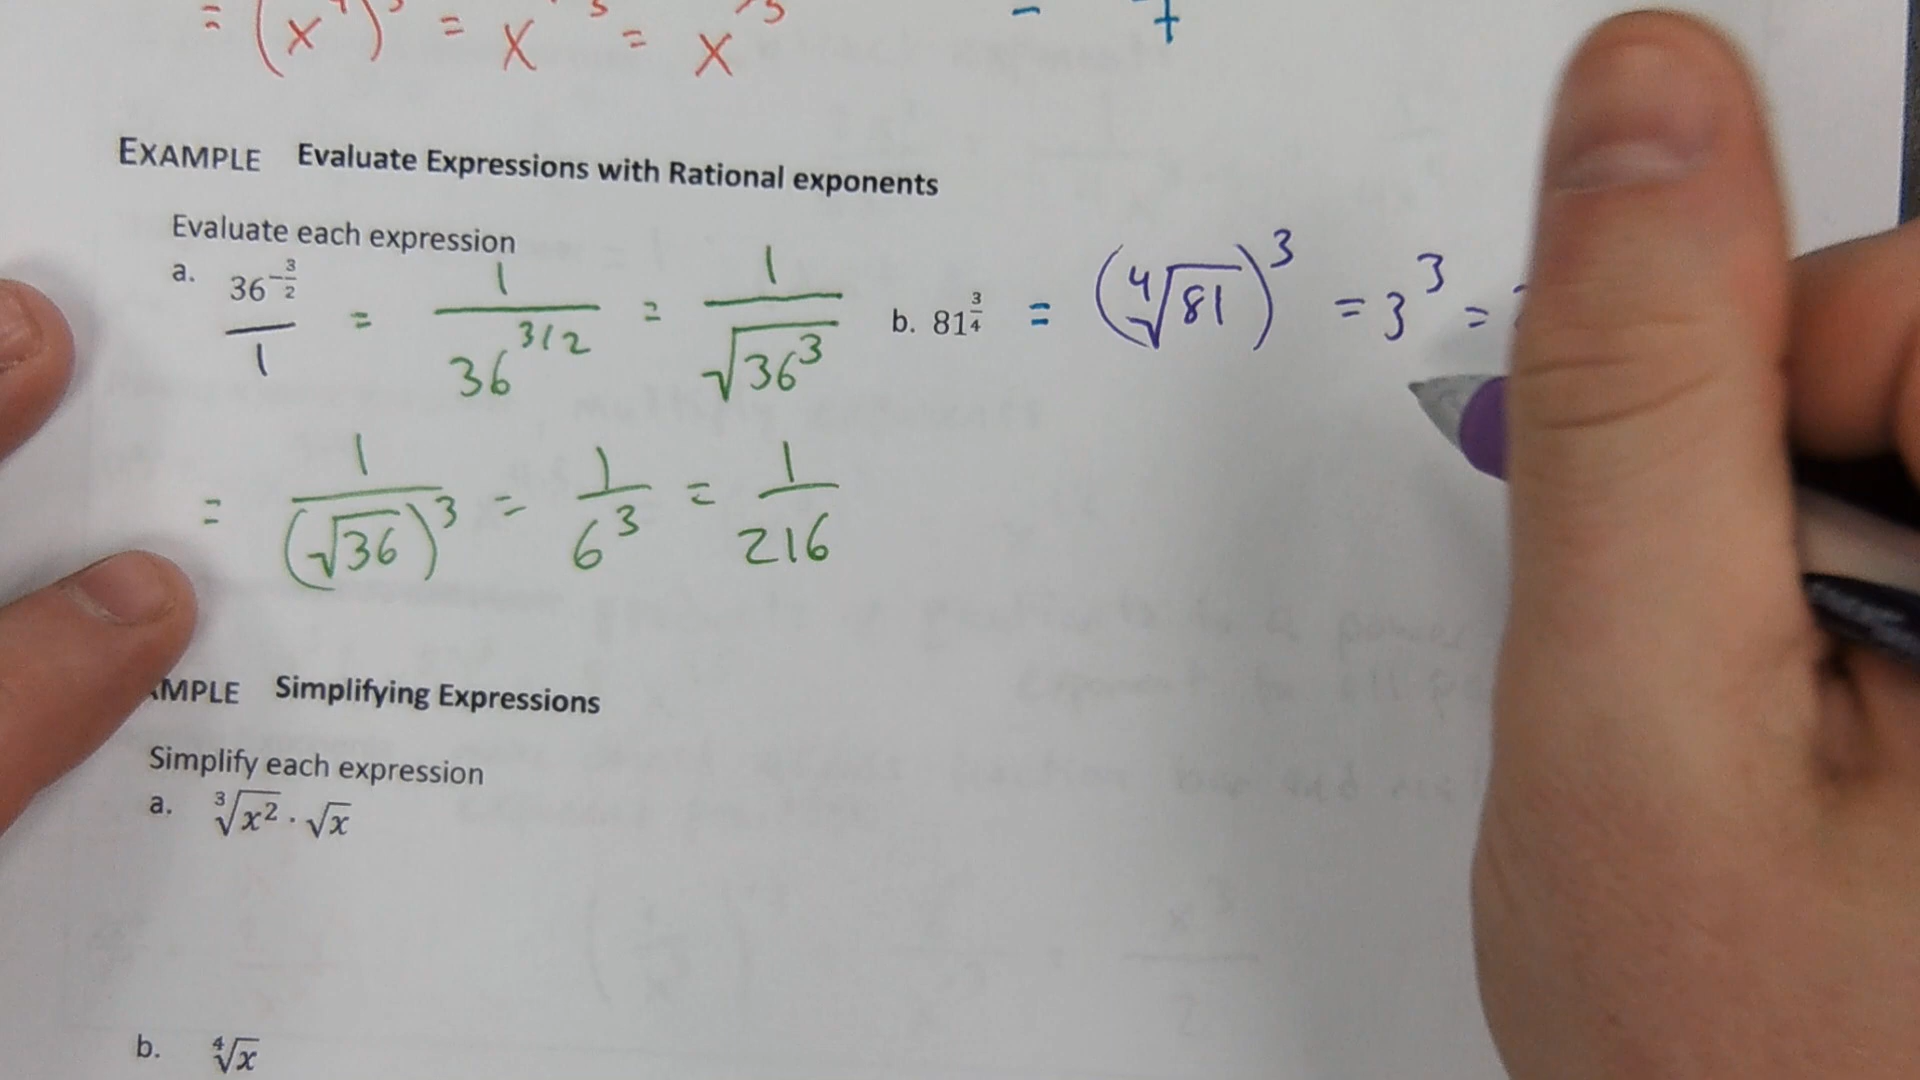 = (x )³ = x = x
EXAMPLE Evaluate Expressions with Rational exponents
Evaluate each expression
a. 36^(-3/2)/1 = 1/36^(3/2) = 1/√36³
b. 81^(3/4) = (⁴√81)³ = 3³ =
= 1/(√36)³ = 1/6³ = 1/216
MPLE Simplifying Expressions
Simplify each expression
a. ³√x² · √x
b. ⁴√x